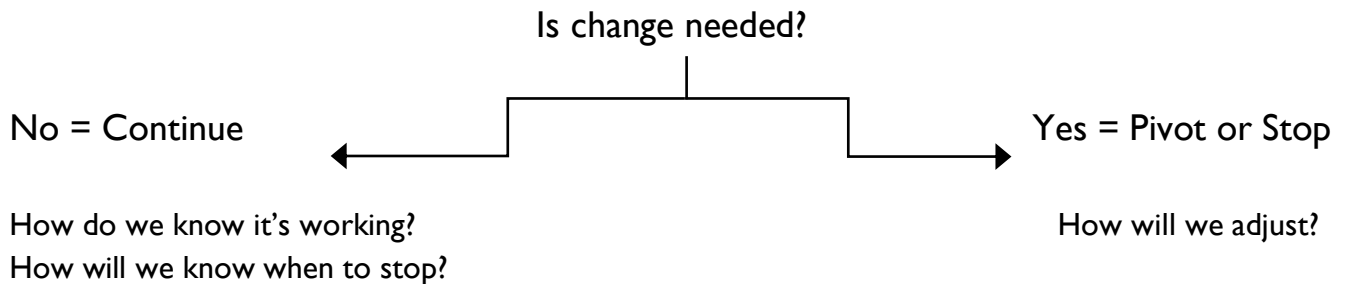 Is change needed?
No = Continue
Yes = Pivot or Stop
How do we know it's working?
How will we adjust?
How will we know when to stop?